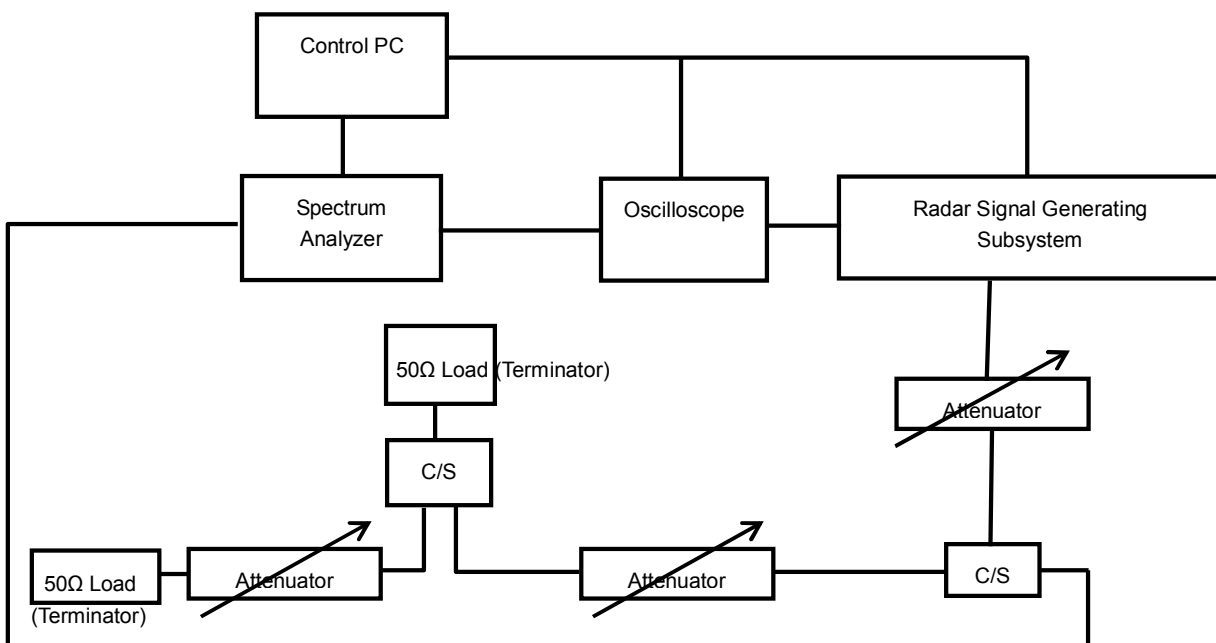 Control PC
Spectrum
Analyzer
Oscilloscope
Radar Signal Generating
Subsystem
50Ω Load (Terminator)
Attenuator
C/S
50Ω Load
(Terminator)
Attenuator
Attenuator
C/S